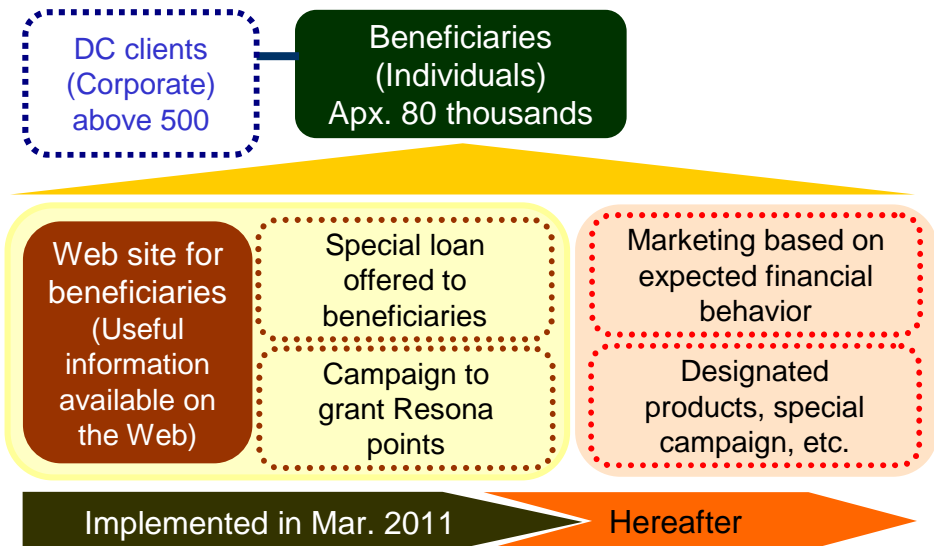 DC clients
(Corporate)
above 500
Beneficiaries
(Individuals)
Apx. 80 thousands
Web site for
beneficiaries
(Useful
information
available on
the Web)
Special loan
offered to
beneficiaries
Campaign to
grant Resona
points
Marketing based on
expected financial
behavior
Designated
products, special
campaign, etc.
Implemented in Mar. 2011
Hereafter